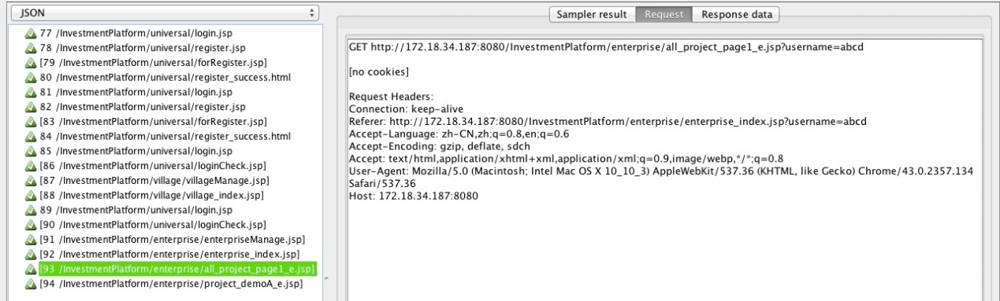 JSON
77 /InvestmentPlatform/universal/login.jsp
78 /InvestmentPlatform/universal/register.jsp
[79 /InvestmentPlatform/universal/forRegister.jsp]
80 /InvestmentPlatform/universal/register_success.html
81 /InvestmentPlatform/universal/login.jsp
82 /InvestmentPlatform/universal/register.jsp
[83 /InvestmentPlatform/universal/forRegister.jsp]
84 /InvestmentPlatform/universal/register_success.html
85 /InvestmentPlatform/universal/login.jsp
[86 /InvestmentPlatform/universal/loginCheck.jsp]
[87 /InvestmentPlatform/village/villageManage.jsp]
[88 /InvestmentPlatform/village/village_index.jsp]
89 /InvestmentPlatform/universal/login.jsp
[90 /InvestmentPlatform/universal/loginCheck.jsp]
[91 /InvestmentPlatform/enterprise/enterpriseManage.jsp]
[92 /InvestmentPlatform/enterprise/enterprise_index.jsp]
[93 /InvestmentPlatform/enterprise/all_project_page1_e.jsp]
[94 /InvestmentPlatform/enterprise/project_demoA_e.jsp]
Sampler result Request Response data
GET http://172.18.34.187:8080/InvestmentPlatform/enterprise/all_project_page1_e.jsp?username=abcd
[no cookies]
Request Headers:
Connection: keep-alive
Referer: http://172.18.34.187:8080/InvestmentPlatform/enterprise/enterprise_index.jsp?username=abcd
Accept-Language: zh-CN,zh;q=0.8,en;q=0.6
Accept-Encoding: gzip, deflate, sdch
Accept: text/html,application/xhtml+xml,application/xml;q=0.9,image/webp,*/*;q=0.8
User-Agent: Mozilla/5.0 (Macintosh; Intel Mac OS X 10_10_3) AppleWebKit/537.36 (KHTML, like Gecko) Chrome/43.0.2357.134
Safari/537.36
Host: 172.18.34.187:8080